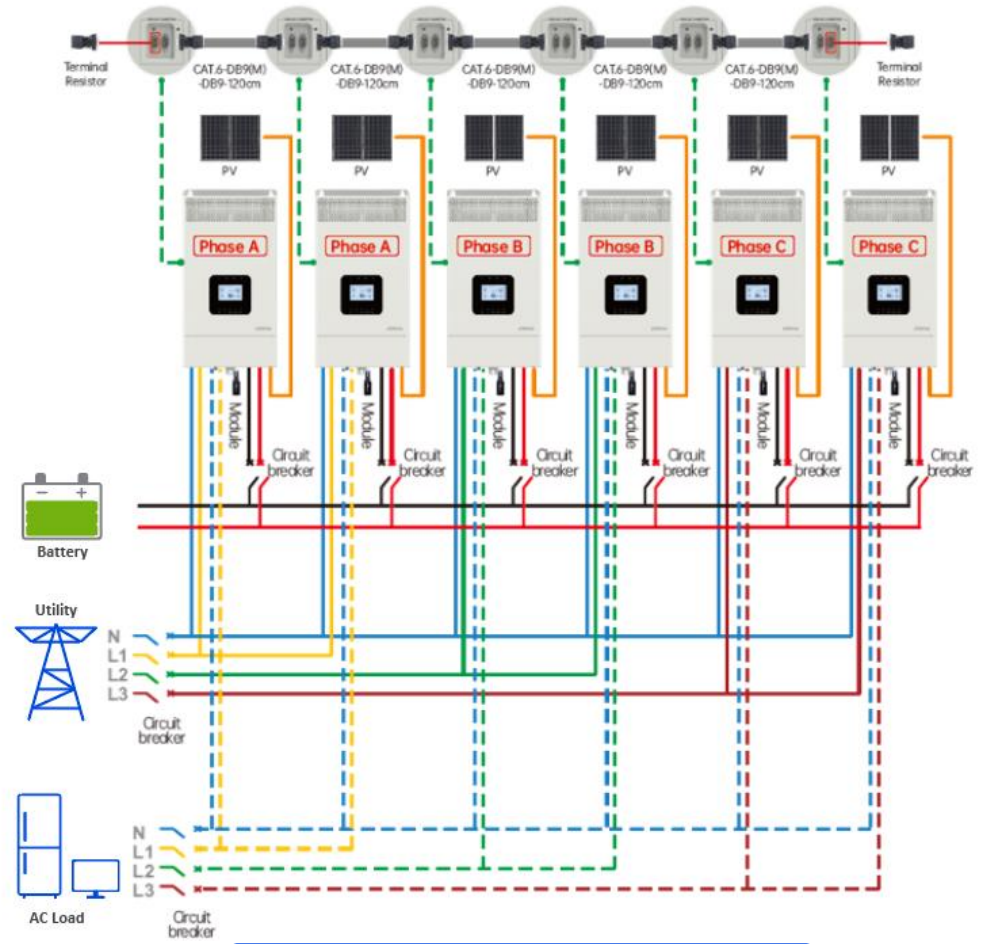 Terminal
Resistor
CAT.6-DB9(M)
-DB9-120cm
CAT.6-DB9(M)
-DB9-120cm
CAT.6-DB9(M)
-DB9-120cm
CAT.6-DB9(M)
-DB9-120cm
CAT.6-DB9(M)
-DB9-120cm
Terminal
Resistor
PV
PV
PV
PV
PV
PV
Phase A
Phase A
Phase B
Phase B
Phase C
Phase C
Module
Module
Module
Module
Module
Module
Circuit
breaker
Circuit
breaker
Circuit
breaker
Circuit
breaker
Circuit
breaker
Circuit
breaker
Battery
Utility
N
L1
L2
L3
Circuit
breaker
N
L1
L2
L3
AC Load
Circuit
breaker